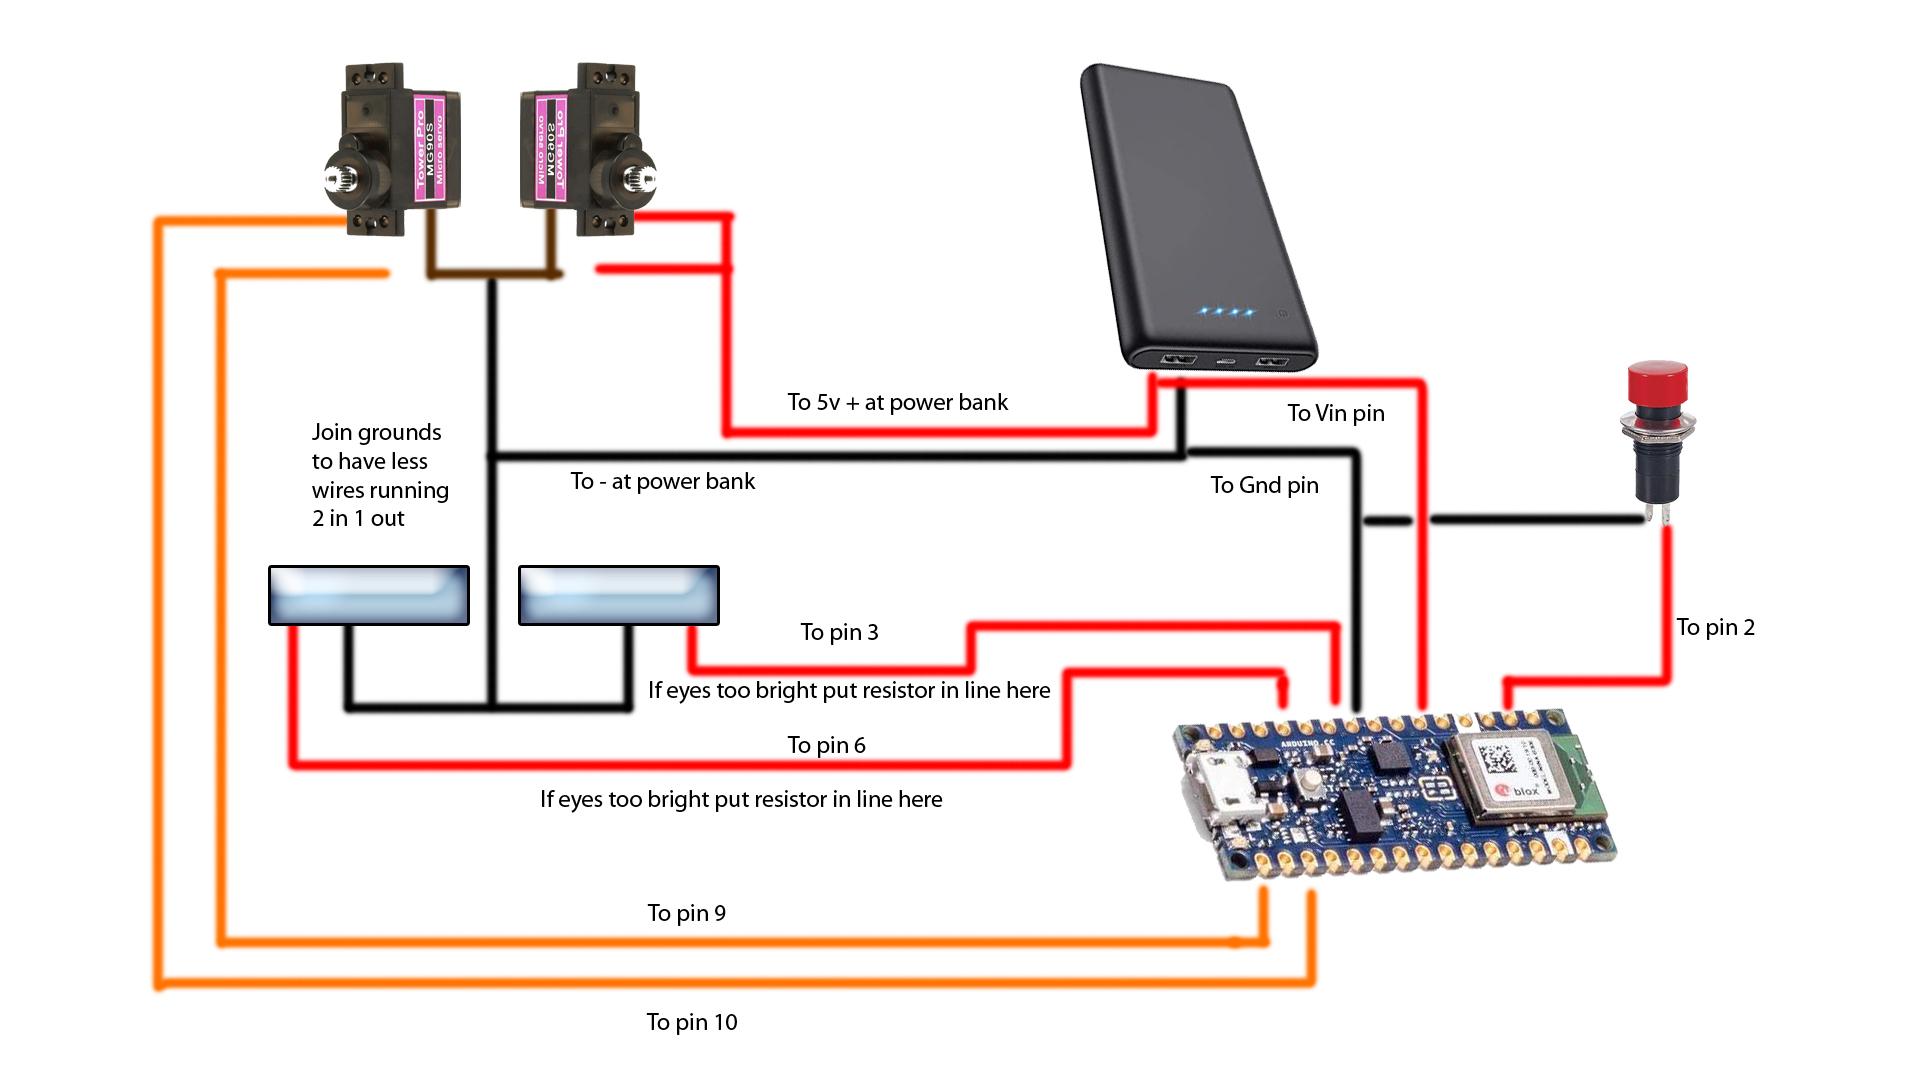 Tower Pro
MG90S
Micro servo
Micro servo
MG90S
Tower Pro
To 5v + at power bank
To Vin pin
Join grounds
to have less
wires running
2 in 1 out
To - at power bank
To Gnd pin
To pin 3
To pin 2
If eyes too bright put resistor in line here
To pin 6
ARDUINO.CC
blox
If eyes too bright put resistor in line here
To pin 9
To pin 10